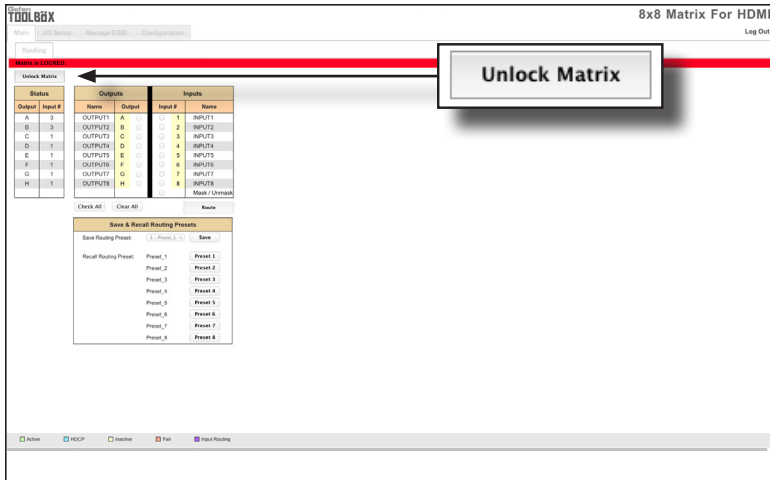 Gefen
TOOLBOX
8x8 Matrix For HDMI
Main I/O Setup Manage EDID Configuration
Log Out
Routing
Matrix is LOCKED.
Unlock Matrix
Unlock Matrix
Status Outputs Inputs
Output Input # Name Output Input # Name
A 3 OUTPUT1 A 1 INPUT1
B 3 OUTPUT2 B 2 INPUT2
C 1 OUTPUT3 C 3 INPUT3
D 1 OUTPUT4 D 4 INPUT4
E 1 OUTPUT5 E 5 INPUT5
F 1 OUTPUT6 F 6 INPUT6
G 1 OUTPUT7 G 7 INPUT7
H 1 OUTPUT8 H 8 INPUT8
Mask / Unmask
Check All Clear All Route
Save & Recall Routing Presets
Save Routing Preset: 1 - Preset_1 Save
Recall Routing Preset: Preset_1 Preset 1
Preset_2 Preset 2
Preset_3 Preset 3
Preset_4 Preset 4
Preset_5 Preset 5
Preset_6 Preset 6
Preset_7 Preset 7
Preset_8 Preset 8
Active HDCP Inactive Fail Input Routing